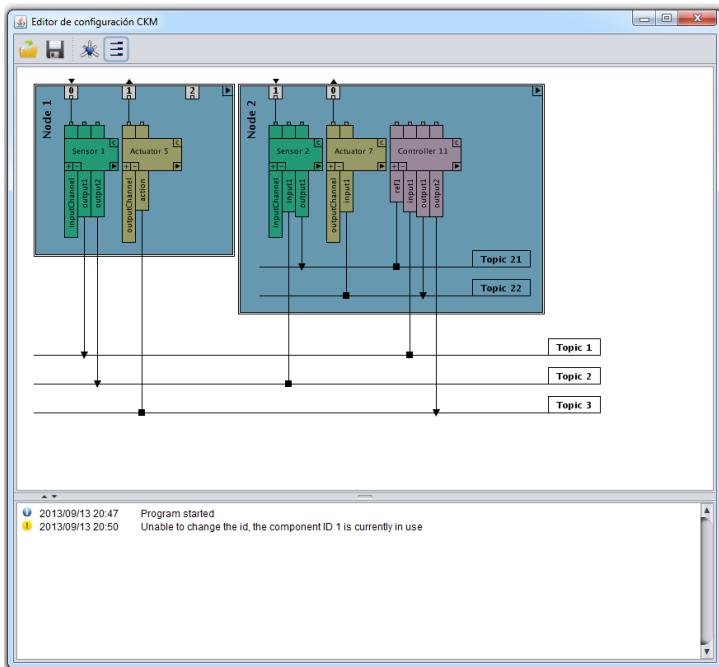 Editor de configuración CKM
Node 1
0
1
2
Sensor 1
C
+ -
inputChannel
output1
output2
Actuator 5
C
+ -
outputChannel
action
Node 2
1
0
Sensor 2
C
+ -
inputChannel
input1
output1
Actuator 7
C
+ -
outputChannel
input1
Controller 11
C
+ -
ref1
input1
output1
output2
Topic 21
Topic 22
Topic 1
Topic 2
Topic 3
2013/09/13 20:47 Program started
2013/09/13 20:50 Unable to change the id, the component ID 1 is currently in use